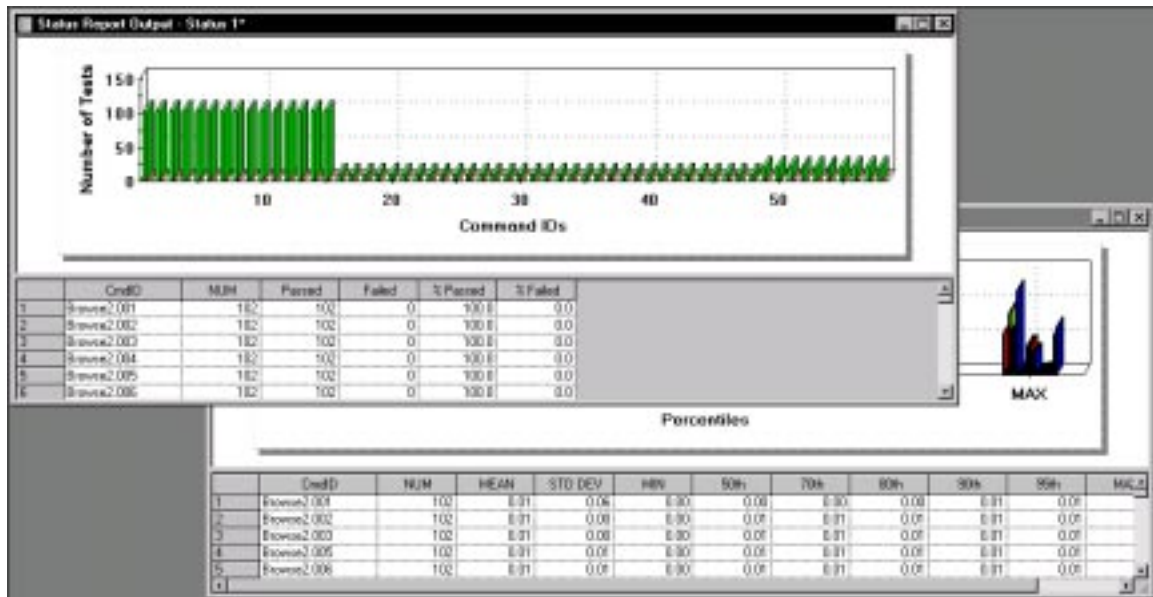 Status Report Output - Status 1*
Number of Tests
150
100
50
0
10 20 30 40 50
Command IDs
CmdID NUM Passed Failed % Passed % Failed
1 Browse2.001 102 102 0 100.0 0.0
2 Browse2.002 102 102 0 100.0 0.0
3 Browse2.003 102 102 0 100.0 0.0
4 Browse2.004 102 102 0 100.0 0.0
5 Browse2.005 102 102 0 100.0 0.0
6 Browse2.006 102 102 0 100.0 0.0
MAX
Percentiles
CmdID NUM MEAN STD DEV MIN 50th 70th 80th 90th 95th
1 Browse2.001 102 0.01 0.06 0.00 0.00 0.00 0.00 0.01 0.01
2 Browse2.002 102 0.01 0.00 0.00 0.01 0.01 0.01 0.01 0.01
3 Browse2.003 102 0.01 0.00 0.00 0.01 0.01 0.01 0.01 0.01
4 Browse2.005 102 0.01 0.01 0.00 0.01 0.01 0.01 0.01 0.01
5 Browse2.006 102 0.01 0.01 0.00 0.01 0.01 0.01 0.01 0.01